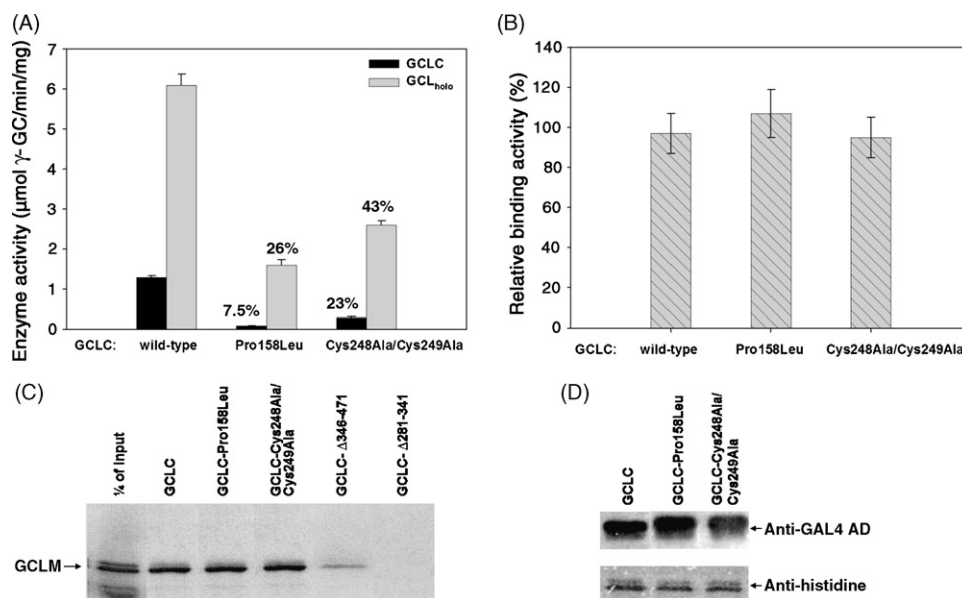 (A)
Enzyme activity (μmol γ-GC/min/mg)
7
6
5
4
3
2
1
0
GCLC
GCLholo
7.5%
26%
23%
43%
GCLC: wild-type Pro158Leu Cys248Ala/Cys249Ala
(B)
Relative binding activity (%)
140
120
100
80
60
40
20
0
GCLC: wild-type Pro158Leu Cys248Ala/Cys249Ala
(C)
¼ of Input
GCLC
GCLC-Pro158Leu
GCLC-Cys248Ala/
Cys249Ala
GCLC- Δ346-471
GCLC- Δ281-341
GCLM
(D)
GCLC
GCLC-Pro158Leu
GCLC-Cys248Ala/
Cys249Ala
Anti-GAL4 AD
Anti-histidine